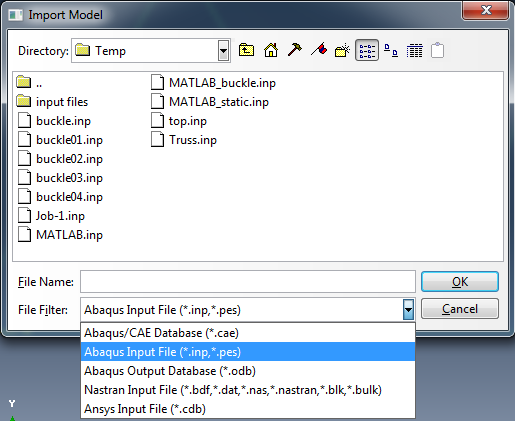 Import Model
Directory: Temp
..
input files
buckle.inp
buckle01.inp
buckle02.inp
buckle03.inp
buckle04.inp
Job-1.inp
MATLAB.inp
MATLAB_buckle.inp
MATLAB_static.inp
top.inp
Truss.inp
File Name:
OK
File Filter: Abaqus Input File (*.inp,*.pes)
Cancel
Abaqus/CAE Database (*.cae)
Abaqus Input File (*.inp,*.pes)
Abaqus Output Database (*.odb)
Nastran Input File (*.bdf,*.dat,*.nas,*.nastran,*.blk,*.bulk)
Ansys Input File (*.cdb)
Y